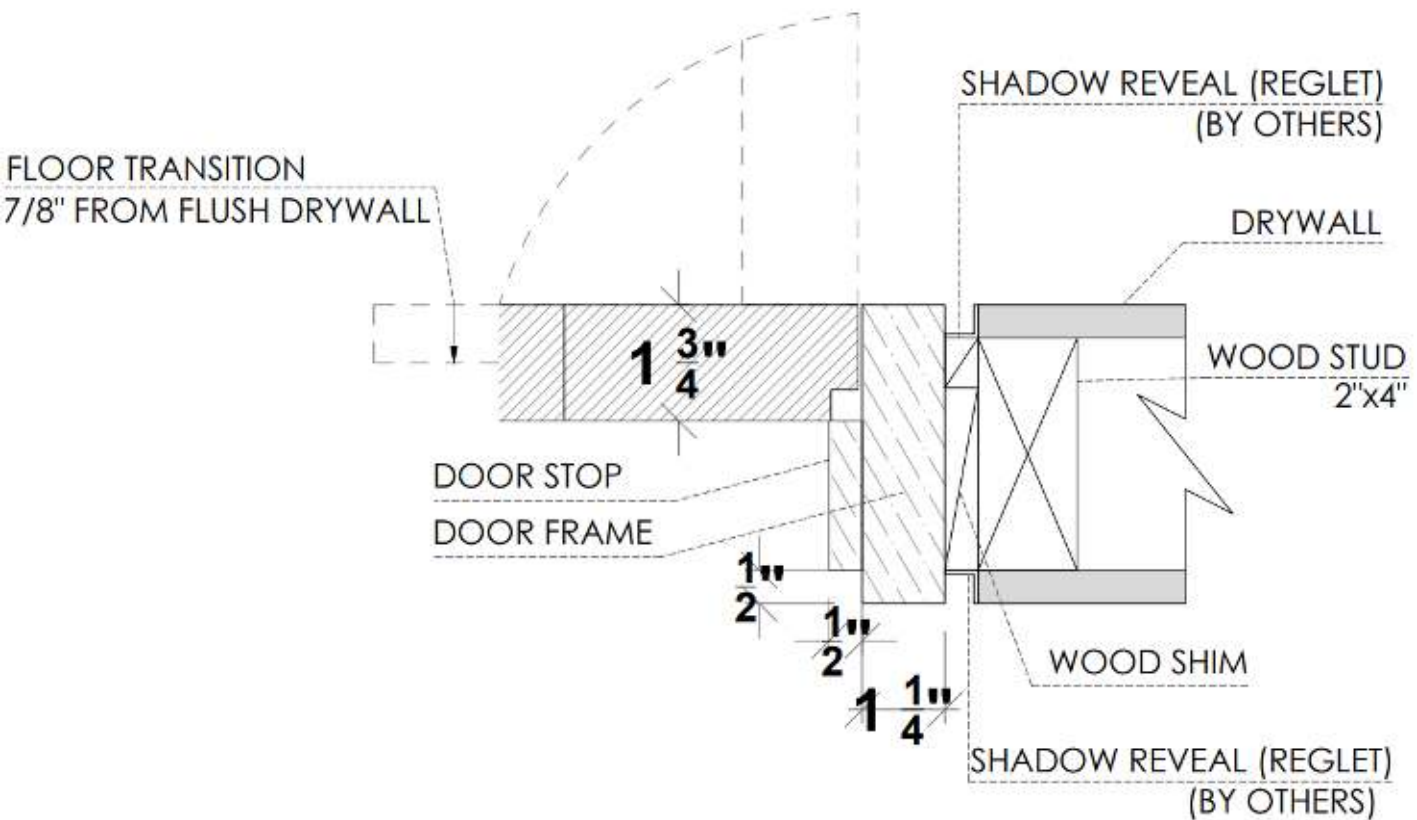 SHADOW REVEAL (REGLET)
(BY OTHERS)
FLOOR TRANSITION
7/8" FROM FLUSH DRYWALL
DRYWALL
1 3/4"
WOOD STUD
2"x4"
DOOR STOP
DOOR FRAME
1/2"
1/2"
WOOD SHIM
1 1/4"
SHADOW REVEAL (REGLET)
(BY OTHERS)